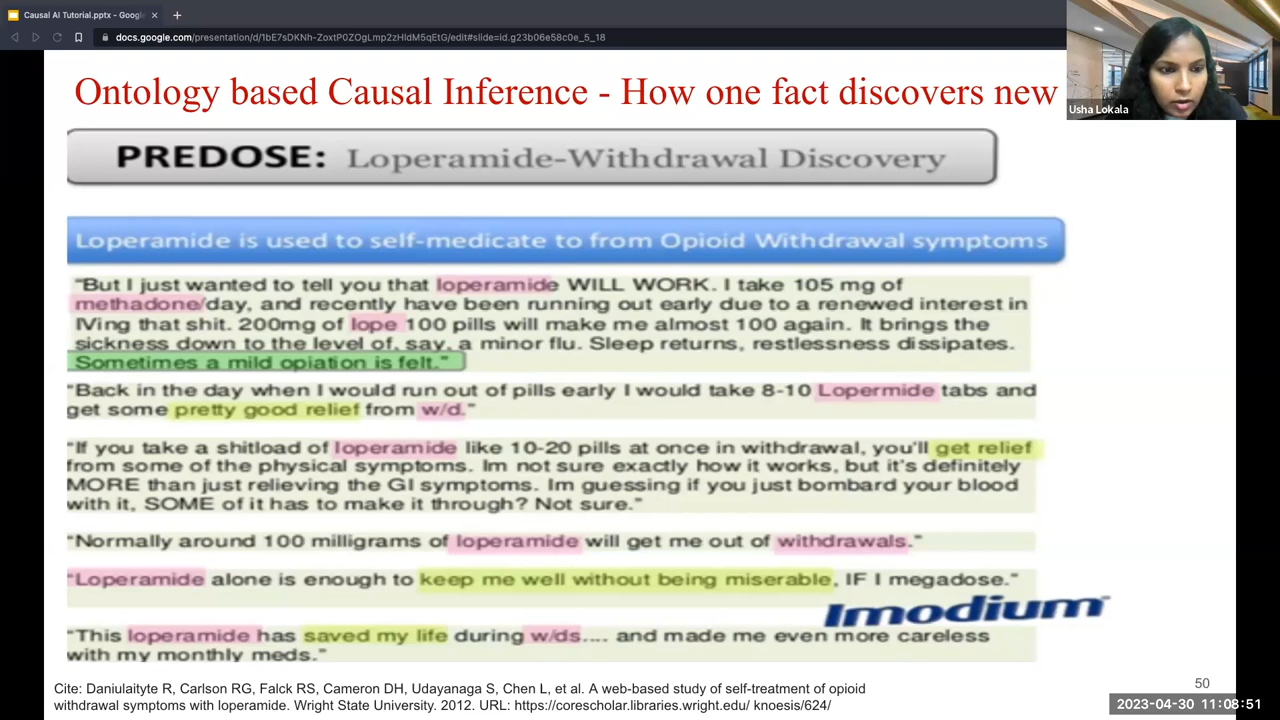 Causal AI Tutorial.pptx - Google
docs.google.com/presentation/d/1bE7sDKNh-ZoxtP0ZOgLmp2zHldM5qEtG/edit#slide=id.g23b06e58c0e_5_18
Usha Lokala
Ontology based Causal Inference - How one fact discovers new
PREDOSE: Loperamide-Withdrawal Discovery
Loperamide is used to self-medicate to from Opioid Withdrawal symptoms
"But I just wanted to tell you that loperamide WILL WORK. I take 105 mg of
methadone/day, and recently have been running out early due to a renewed interest in
IVing that shit. 200mg of lope 100 pills will make me almost 100 again. It brings the
sickness down to the level of, say, a minor flu. Sleep returns, restlessness dissipates.
Sometimes a mild opiation is felt."
"Back in the day when I would run out of pills early I would take 8-10 Lopermide tabs and
get some pretty good relief from w/d."
"If you take a shitload of loperamide like 10-20 pills at once in withdrawal, you'll get relief
from some of the physical symptoms. Im not sure exactly how it works, but it's definitely
MORE than just relieving the GI symptoms. Im guessing if you just bombard your blood
with it, SOME of it has to make it through? Not sure."
"Normally around 100 milligrams of loperamide will get me out of withdrawals."
"Loperamide alone is enough to keep me well without being miserable, IF I megadose."
Imodium
"This loperamide has saved my life during w/ds.... and made me even more careless
with my monthly meds."
Cite: Daniulaityte R, Carlson RG, Falck RS, Cameron DH, Udayanaga S, Chen L, et al. A web-based study of self-treatment of opioid
withdrawal symptoms with loperamide. Wright State University. 2012. URL: https://corescholar.libraries.wright.edu/ knoesis/624/
50
2023-04-30 11:08:51